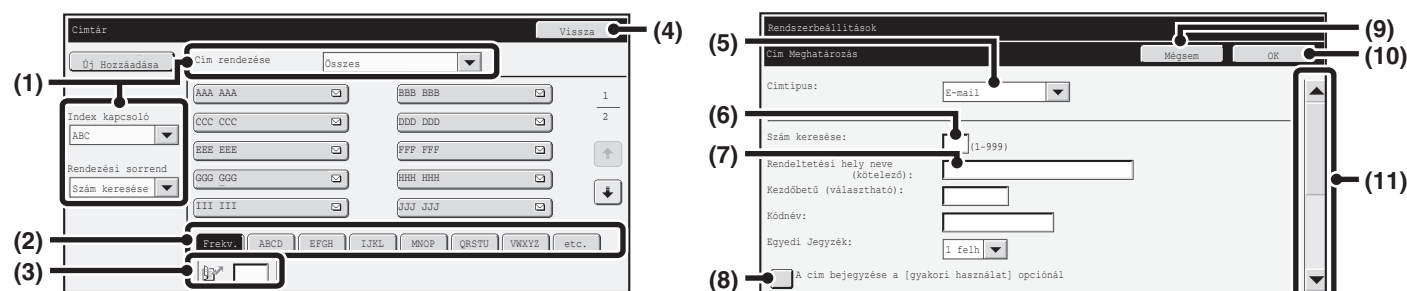 Címtár
Vissza
(4)
Új Hozzáadása
Cím rendezése
Összes
(1)
AAA AAA
BBB BBB
1
Index kapcsoló
CCC CCC
DDD DDD
2
ABC
EEE EEE
FFF FFF
Rendezési sorrend
GGG GGG
HHH HHH
Szám keresése
III III
JJJ JJJ
(2)
Frekv.
ABCD
EFGH
IJKL
MNOP
QRSTU
VWXYZ
etc.
(3)
Rendszerbeállítások
(9)
(5)
Cím Meghatározás
Mégsem
OK
(10)
Címtípus:
E-mail
(6)
Szám keresése:
(1-999)
(7)
Rendeltetési hely neve
(kötelező):
(11)
Kezdőbetű (választható):
Kódnév:
Egyedi Jegyzék:
1 felh
(8)
A cím bejegyzése a [gyakori használat] opciónál